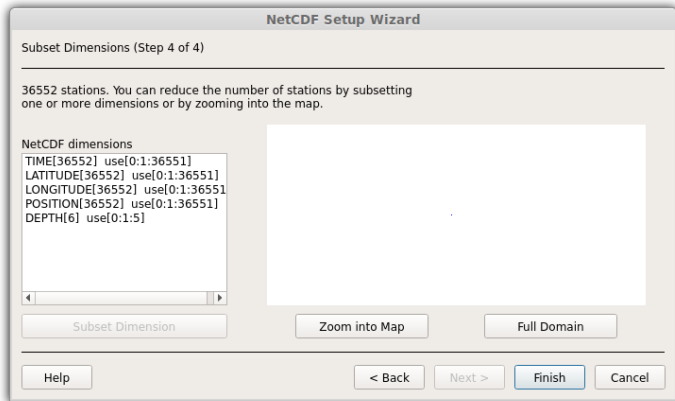 NetCDF Setup Wizard
Subset Dimensions (Step 4 of 4)
36552 stations. You can reduce the number of stations by subsetting
one or more dimensions or by zooming into the map.
NetCDF dimensions
TIME[36552]  use[0:1:36551]
LATITUDE[36552]  use[0:1:36551]
LONGITUDE[36552]  use[0:1:36551
POSITION[36552]  use[0:1:36551]
DEPTH[6]  use[0:1:5]
Subset Dimension
Zoom into Map
Full Domain
Help
< Back
Next >
Finish
Cancel